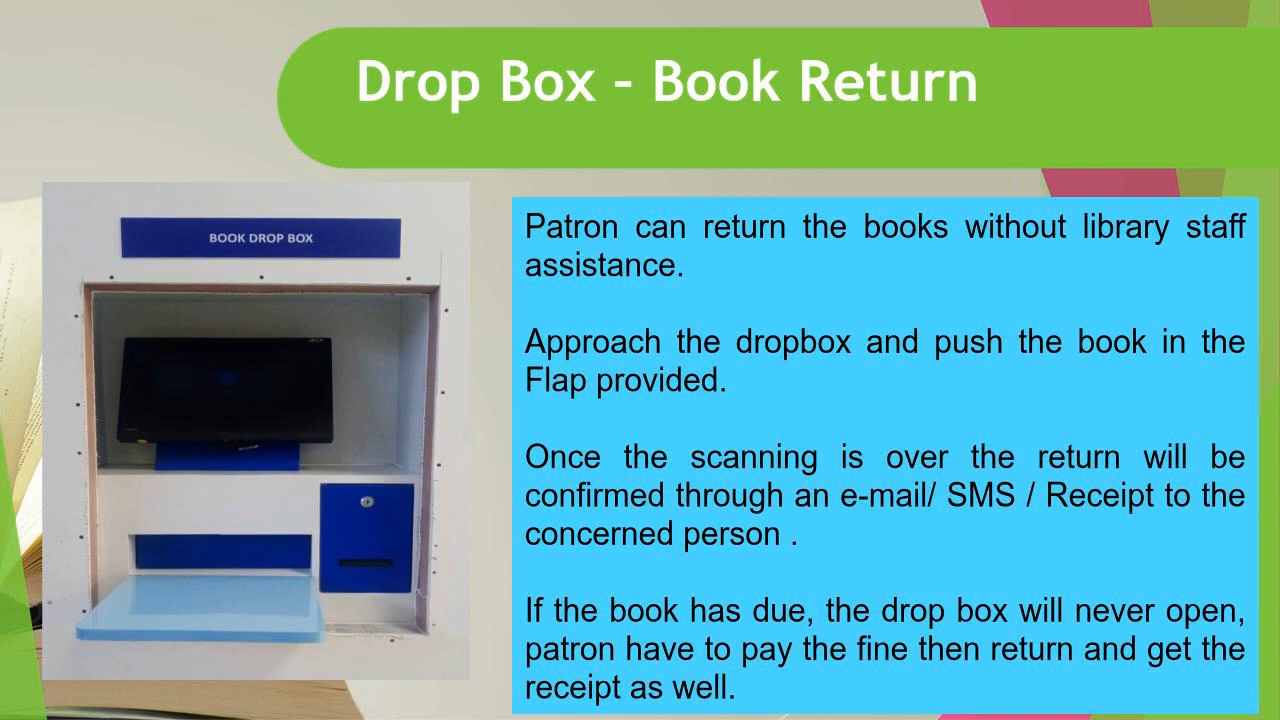 Drop Box - Book Return
BOOK DROP BOX
acer
Patron can return the books without library staff
assistance.
Approach the dropbox and push the book in the
Flap provided.
Once the scanning is over the return will be
confirmed through an e-mail/ SMS / Receipt to the
concerned person .
If the book has due, the drop box will never open,
patron have to pay the fine then return and get the
receipt as well.